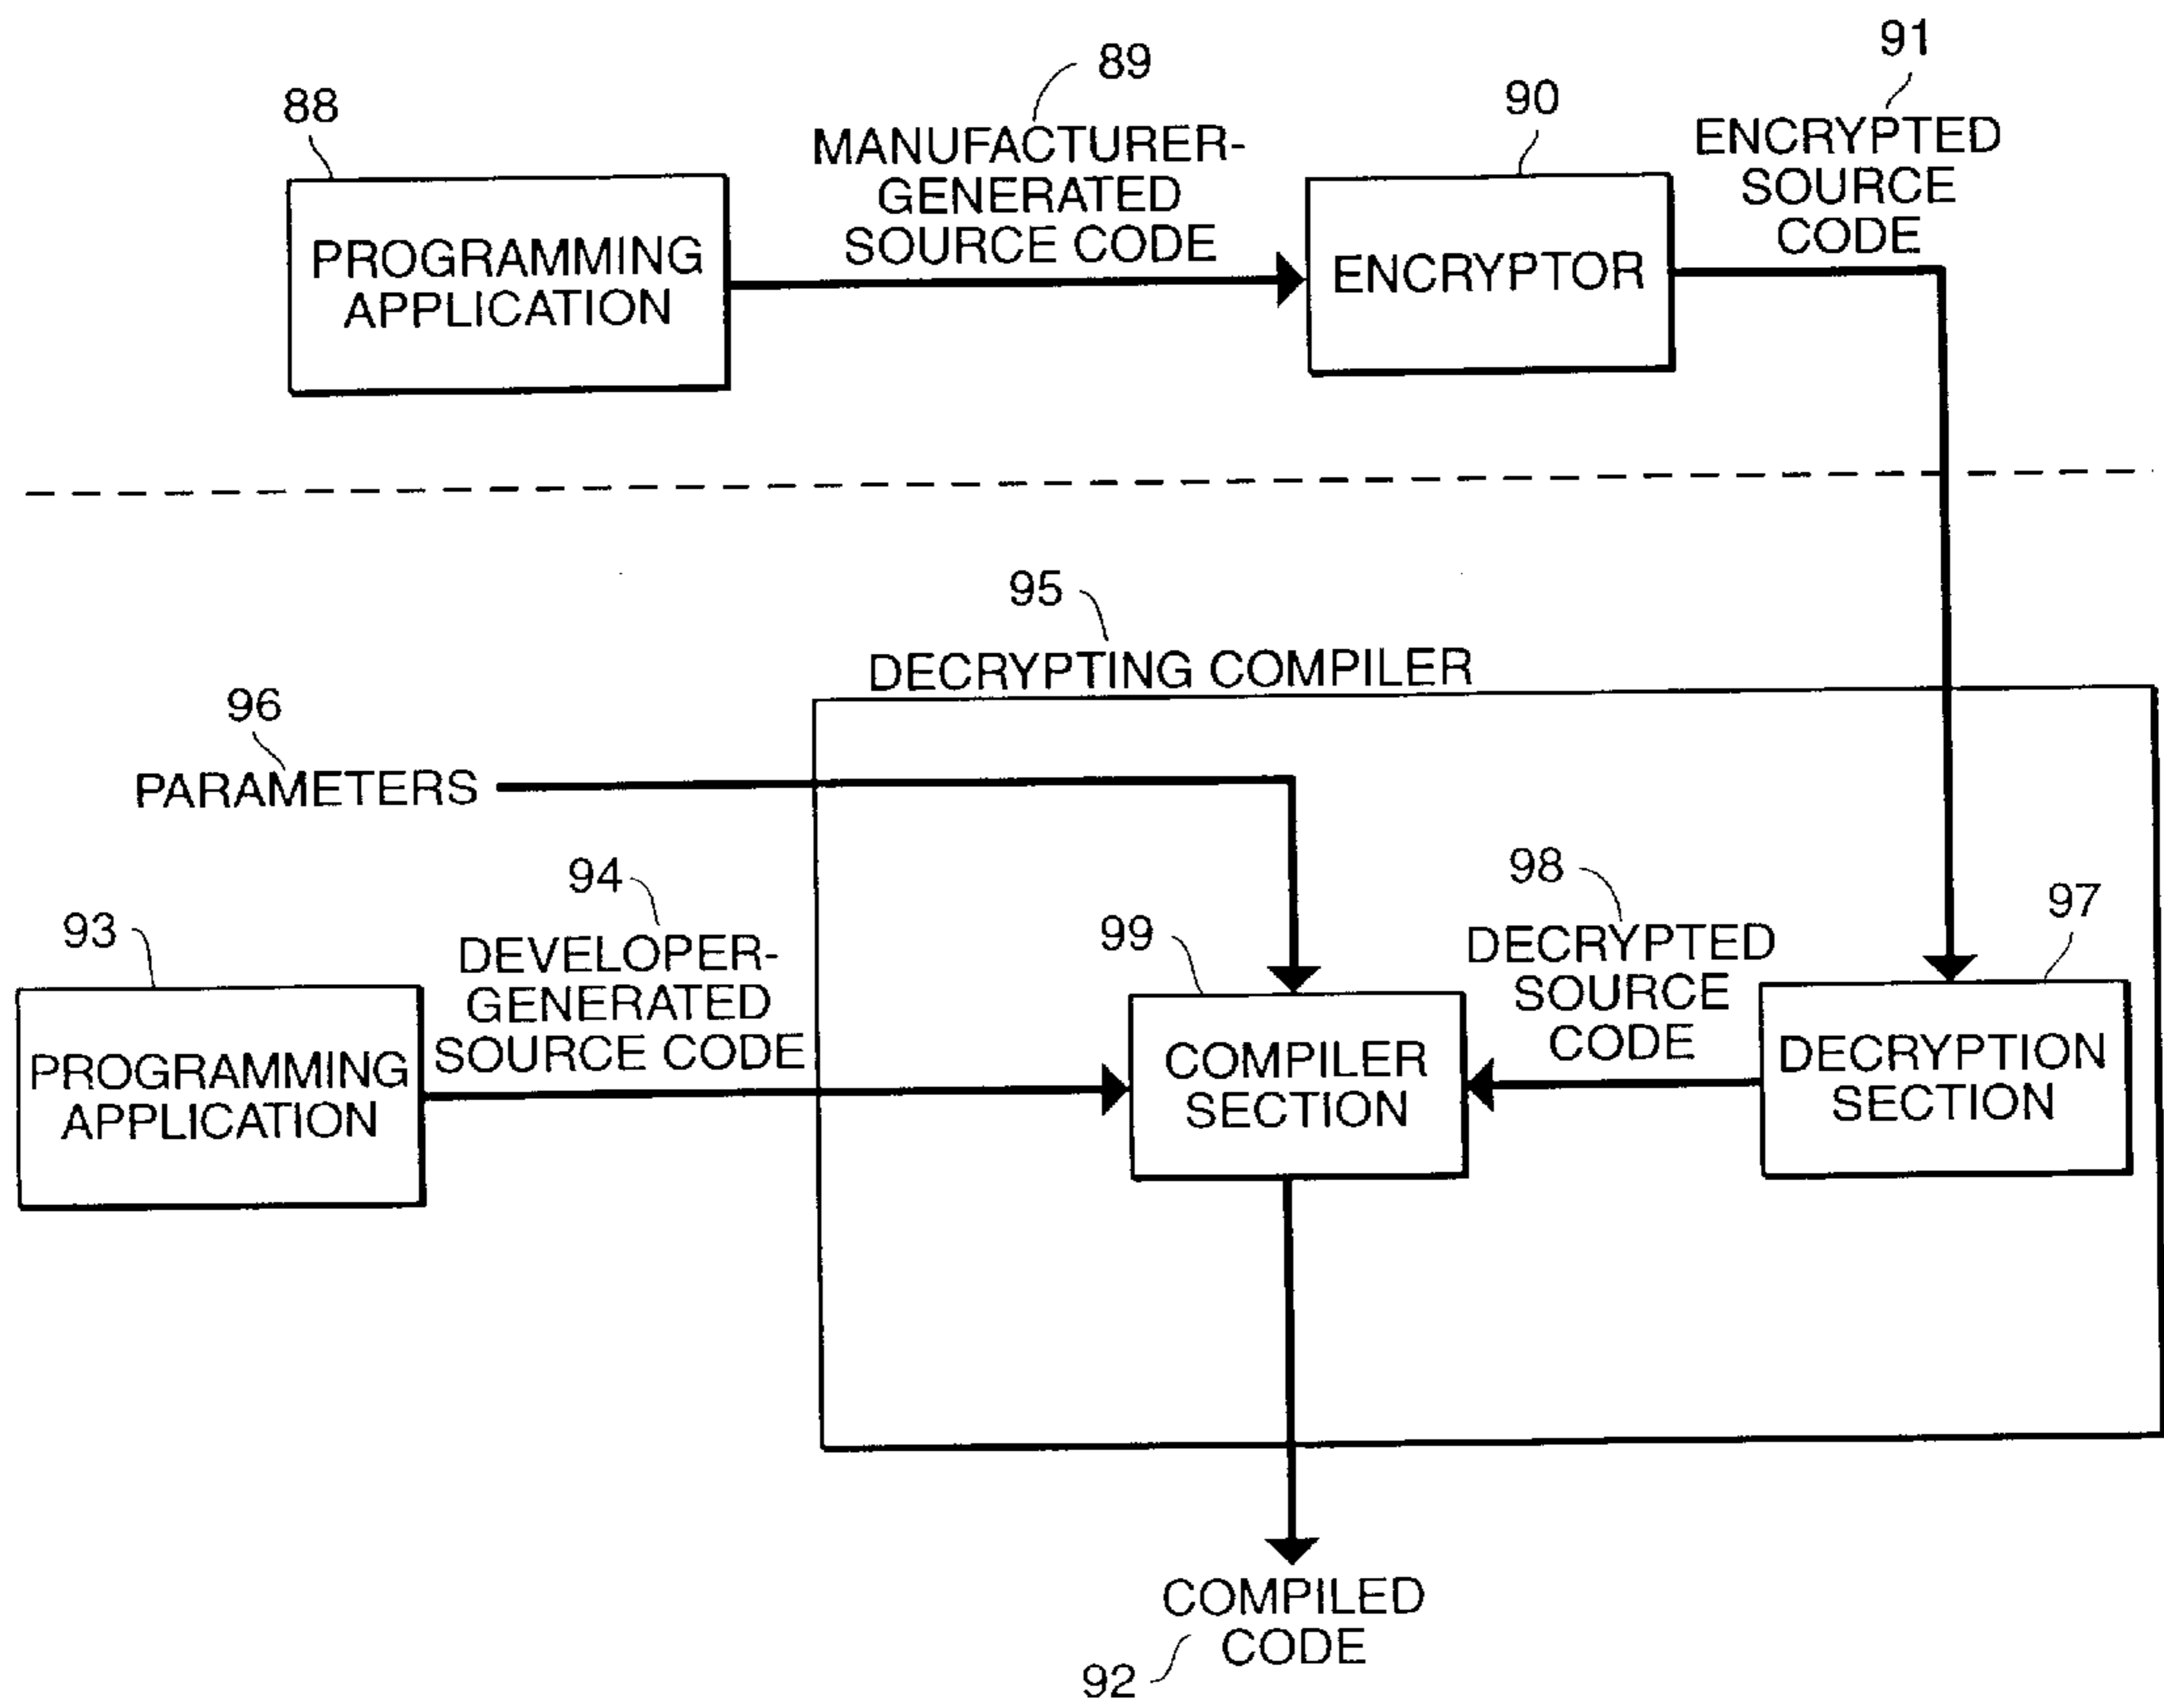 91
89
90
88
MANUFACTURER-
GENERATED
SOURCE CODE
ENCRYPTED
SOURCE
CODE
PROGRAMMING
APPLICATION
ENCRYPTOR
95
DECRYPTING COMPILER
96
PARAMETERS
94
DEVELOPER-
GENERATED
SOURCE CODE
93
PROGRAMMING
APPLICATION
99
COMPILER
SECTION
98
DECRYPTED
SOURCE
CODE
97
DECRYPTION
SECTION
COMPILED
CODE
92